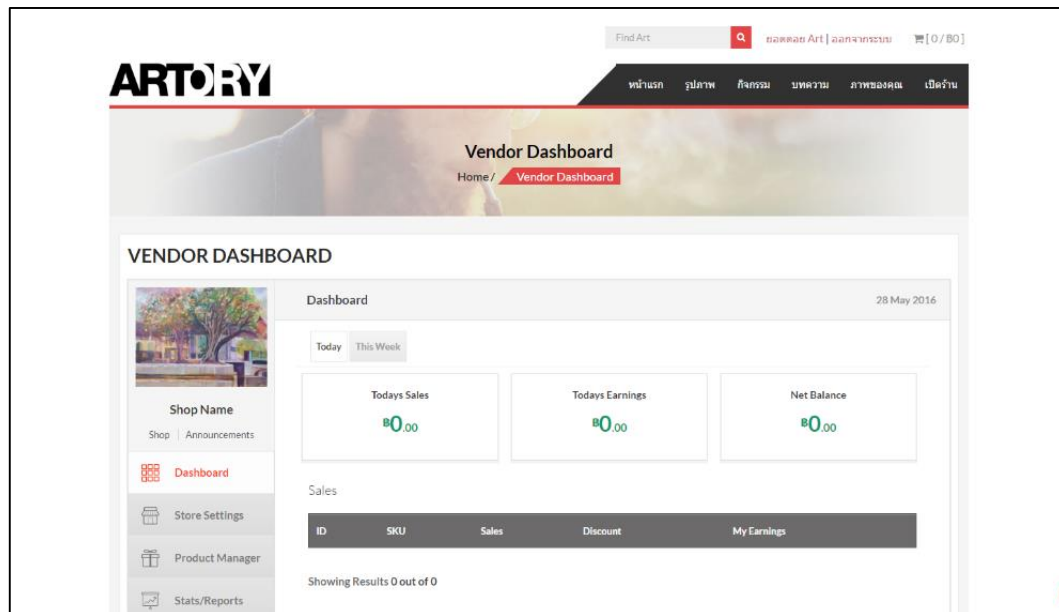 Find Art
ยอดดอย Art | ออกจากระบบ
[ 0 / ฿0 ]
ARTORY
หน้าแรก รูปภาพ กิจกรรม บทความ ภาพของคุณ เปิดร้าน
Vendor Dashboard
Home / Vendor Dashboard
VENDOR DASHBOARD
Dashboard 28 May 2016
Today This Week
Todays Sales Todays Earnings Net Balance
฿0.00 ฿0.00 ฿0.00
Shop Name
Shop | Announcements
Dashboard
Store Settings
Product Manager
Stats/Reports
Sales
ID SKU Sales Discount My Earnings
Showing Results 0 out of 0